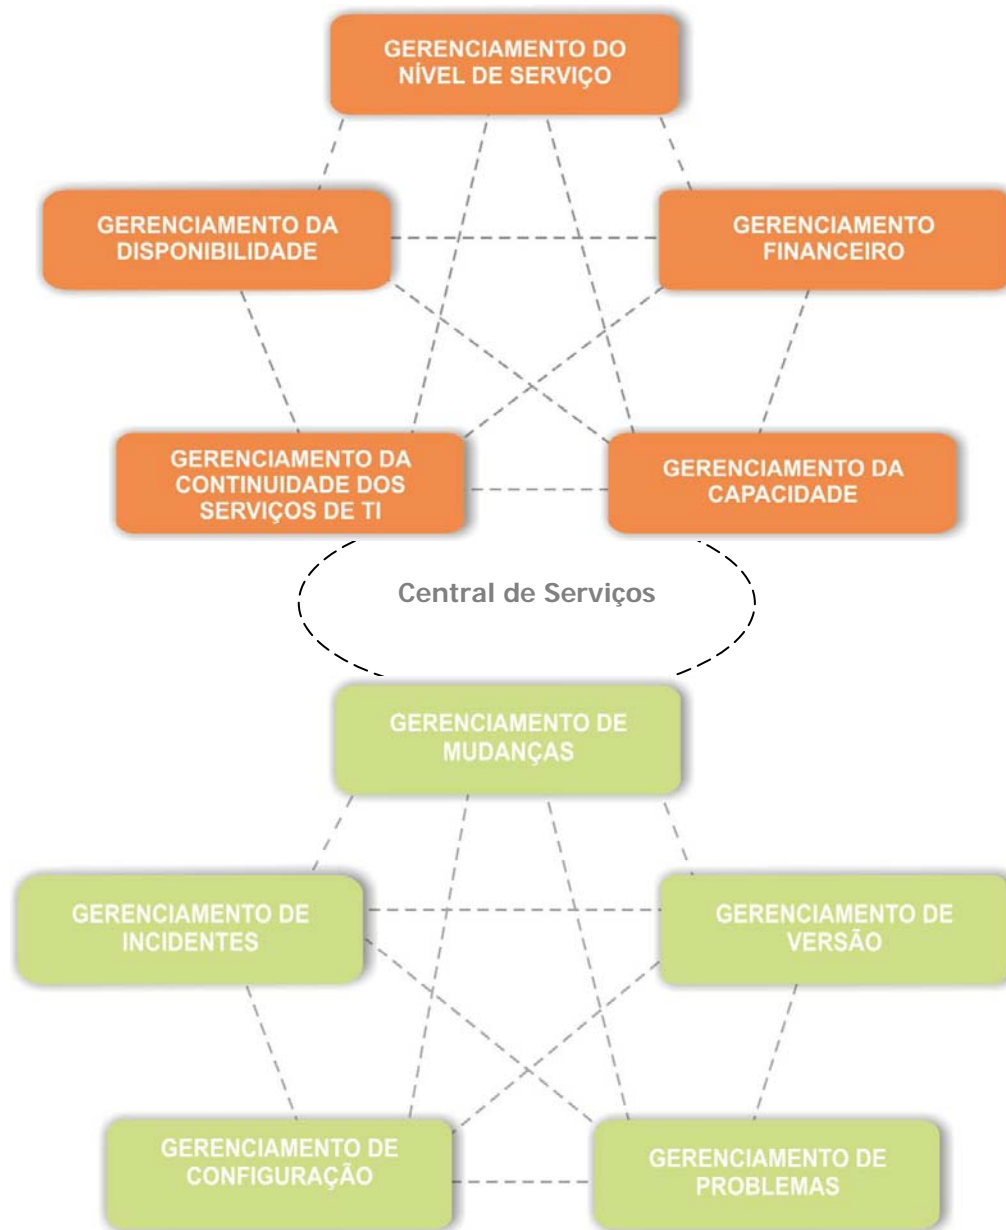 GERENCIAMENTO DO
NÍVEL DE SERVIÇO
GERENCIAMENTO DA
DISPONIBILIDADE
GERENCIAMENTO
FINANCEIRO
GERENCIAMENTO DA
CONTINUIDADE DOS
SERVIÇOS DE TI
GERENCIAMENTO DA
CAPACIDADE
Central de Serviços
GERENCIAMENTO DE
MUDANÇAS
GERENCIAMENTO DE
INCIDENTES
GERENCIAMENTO DE
VERSÃO
GERENCIAMENTO DE
CONFIGURAÇÃO
GERENCIAMENTO DE
PROBLEMAS